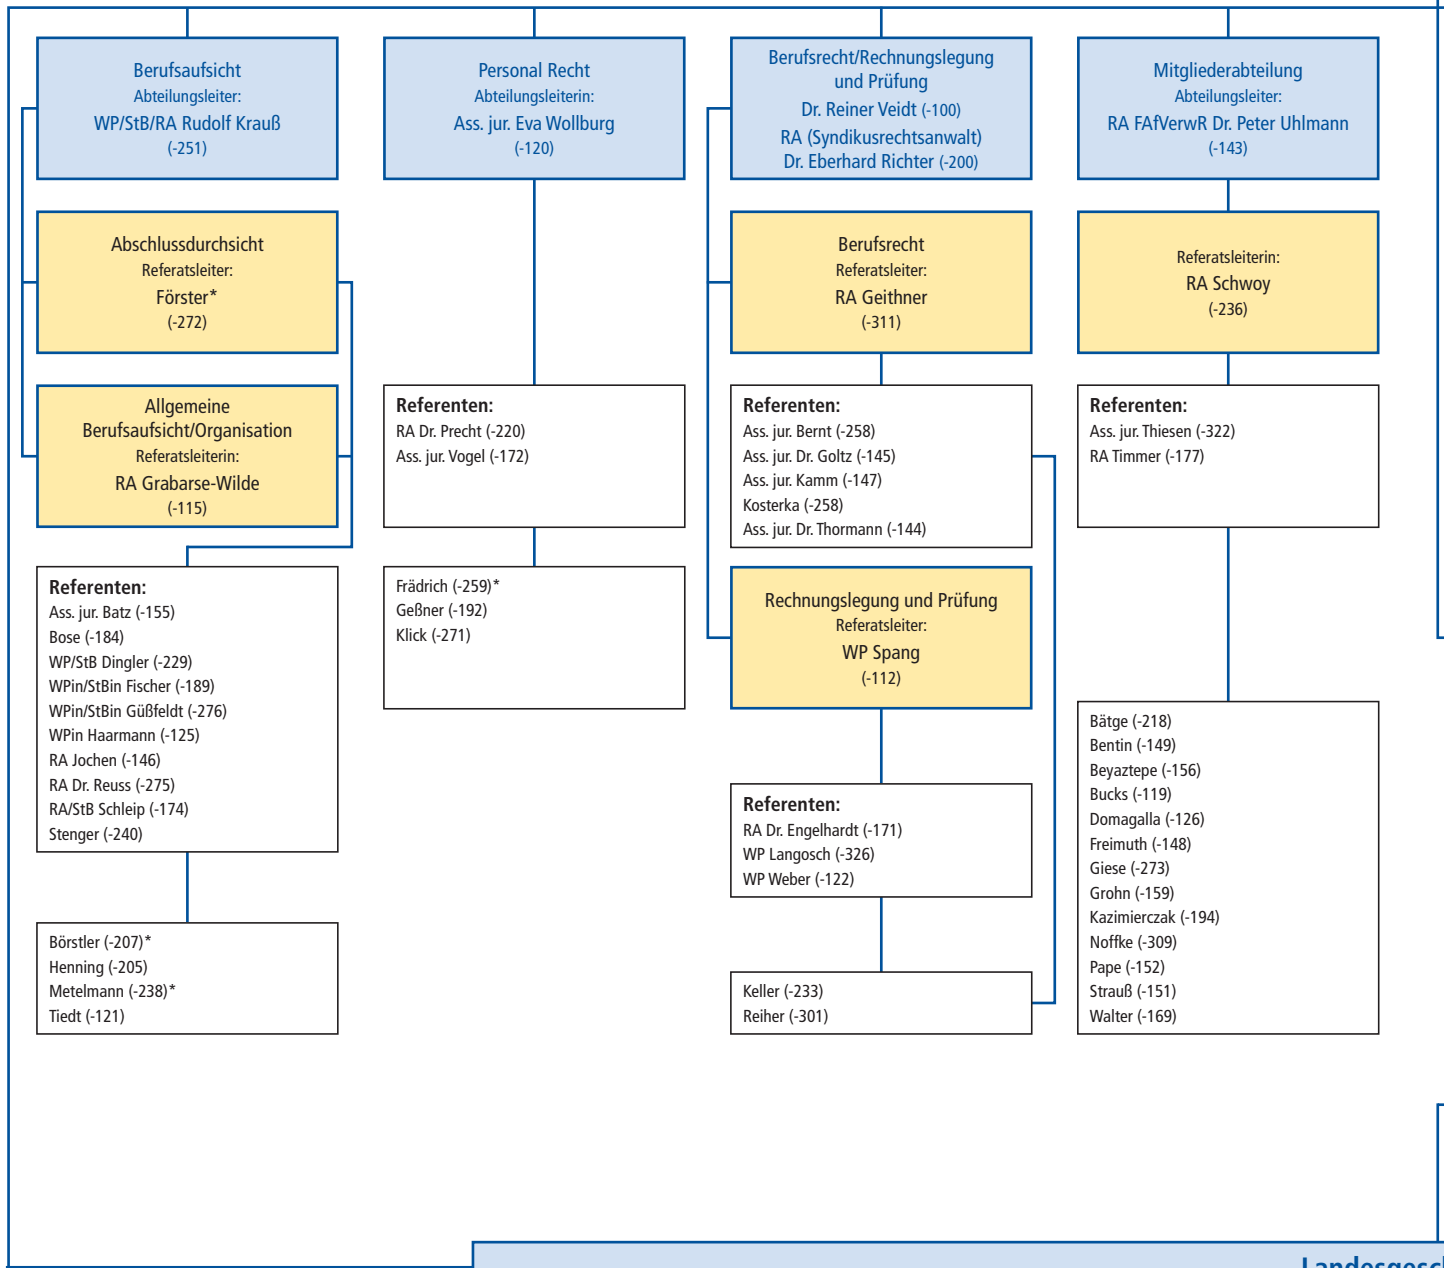 Berufsaufsicht
Abteilungsleiter:
WP/StB/RA Rudolf Krauß
(-251)
Abschlussdurchsicht
Referatsleiter:
Förster*
(-272)
Allgemeine
Berufsaufsicht/Organisation
Referatsleiterin:
RA Grabarse-Wilde
(-115)
Referenten:
Ass. jur. Batz (-155)
Bose (-184)
WP/StB Dingler (-229)
WPin/StBin Fischer (-189)
WPin/StBin Güßfeldt (-276)
WPin Haarmann (-125)
RA Jochen (-146)
RA Dr. Reuss (-275)
RA/StB Schleip (-174)
Stenger (-240)
Börstler (-207)*
Henning (-205)
Metelmann (-238)*
Tiedt (-121)
Personal Recht
Abteilungsleiterin:
Ass. jur. Eva Wollburg
(-120)
Referenten:
RA Dr. Precht (-220)
Ass. jur. Vogel (-172)
Frädrich (-259)*
Geßner (-192)
Klick (-271)
Berufsrecht/Rechnungslegung
und Prüfung
Dr. Reiner Veidt (-100)
RA (Syndikusrechtsanwalt)
Dr. Eberhard Richter (-200)
Berufsrecht
Referatsleiter:
RA Geithner
(-311)
Referenten:
Ass. jur. Bernt (-258)
Ass. jur. Dr. Goltz (-145)
Ass. jur. Kamm (-147)
Kosterka (-258)
Ass. jur. Dr. Thormann (-144)
Rechnungslegung und Prüfung
Referatsleiter:
WP Spang
(-112)
Referenten:
RA Dr. Engelhardt (-171)
WP Langosch (-326)
WP Weber (-122)
Keller (-233)
Reiher (-301)
Mitgliederabteilung
Abteilungsleiter:
RA FAfVerwR Dr. Peter Uhlmann
(-143)
Referatsleiterin:
RA Schwoy
(-236)
Referenten:
Ass. jur. Thiesen (-322)
RA Timmer (-177)
Bätge (-218)
Bentin (-149)
Beyaztepe (-156)
Bucks (-119)
Domagalla (-126)
Freimuth (-148)
Giese (-273)
Grohn (-159)
Kazimierczak (-194)
Noffke (-309)
Pape (-152)
Strauß (-151)
Walter (-169)